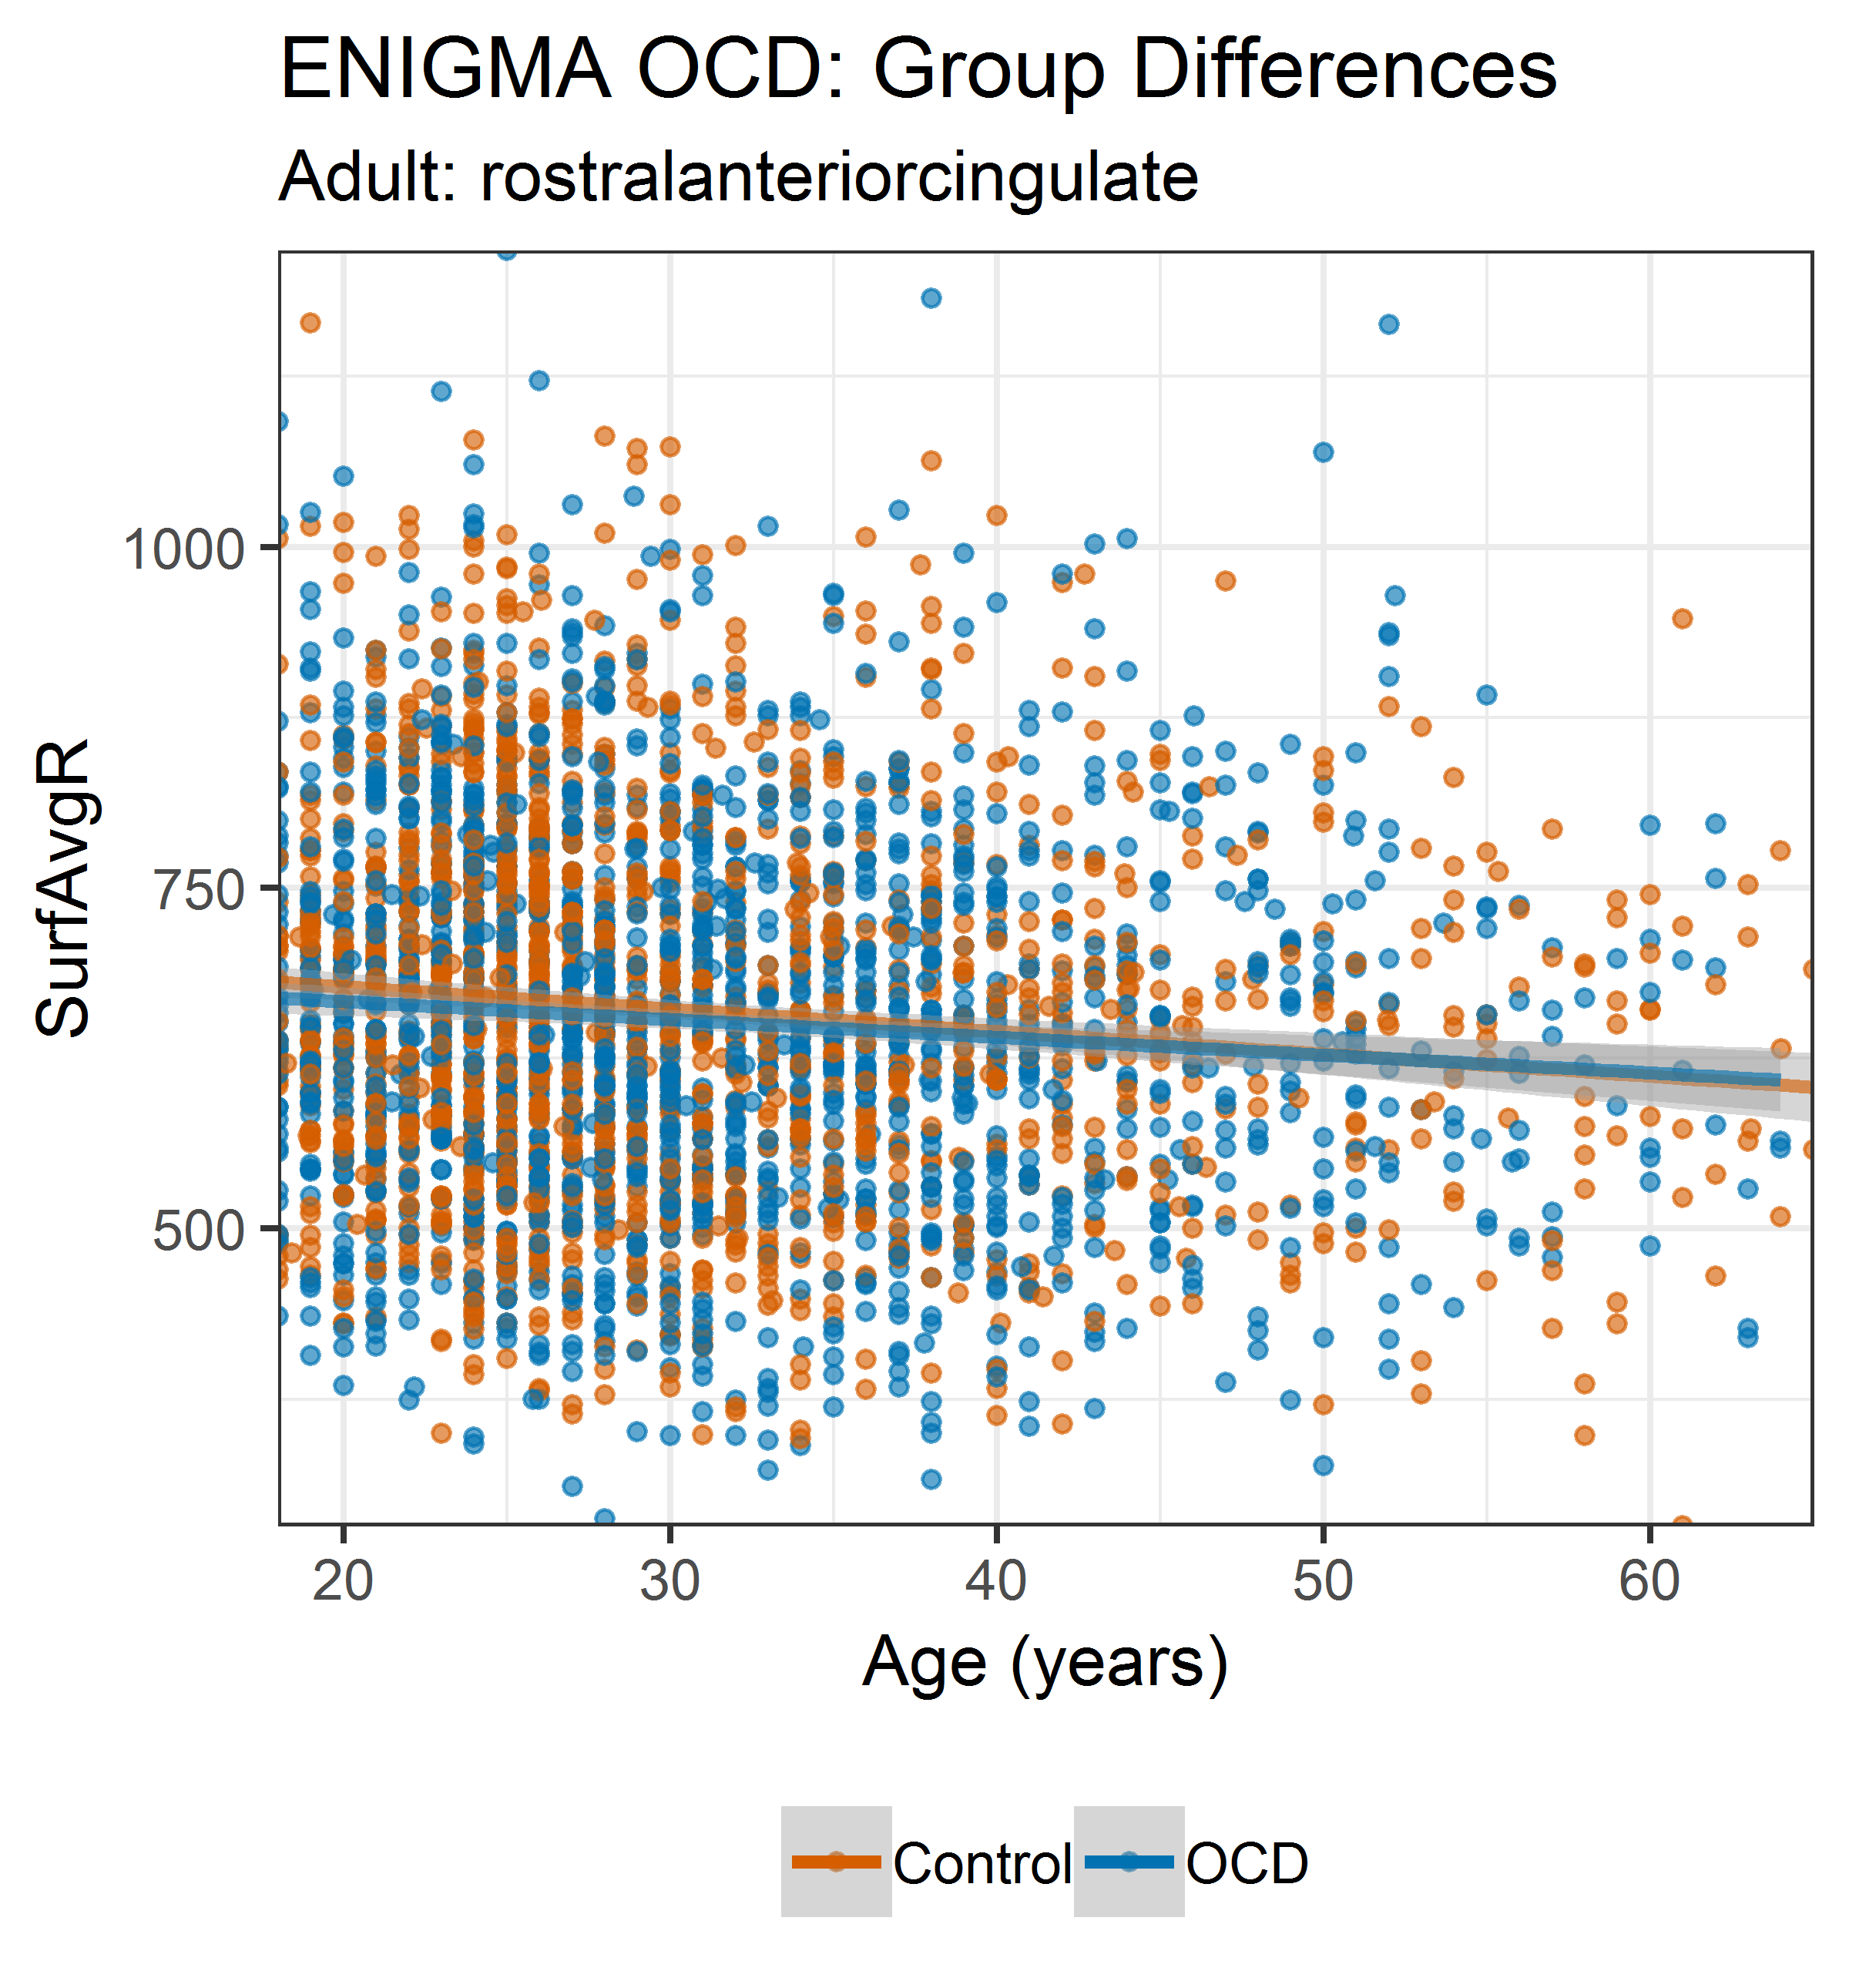 ENIGMA OCD: Group Differences
Adult: rostralanteriorcingulate
SurfAvgR
1000
750
500
20 30 40 50 60
Age (years)
Control OCD